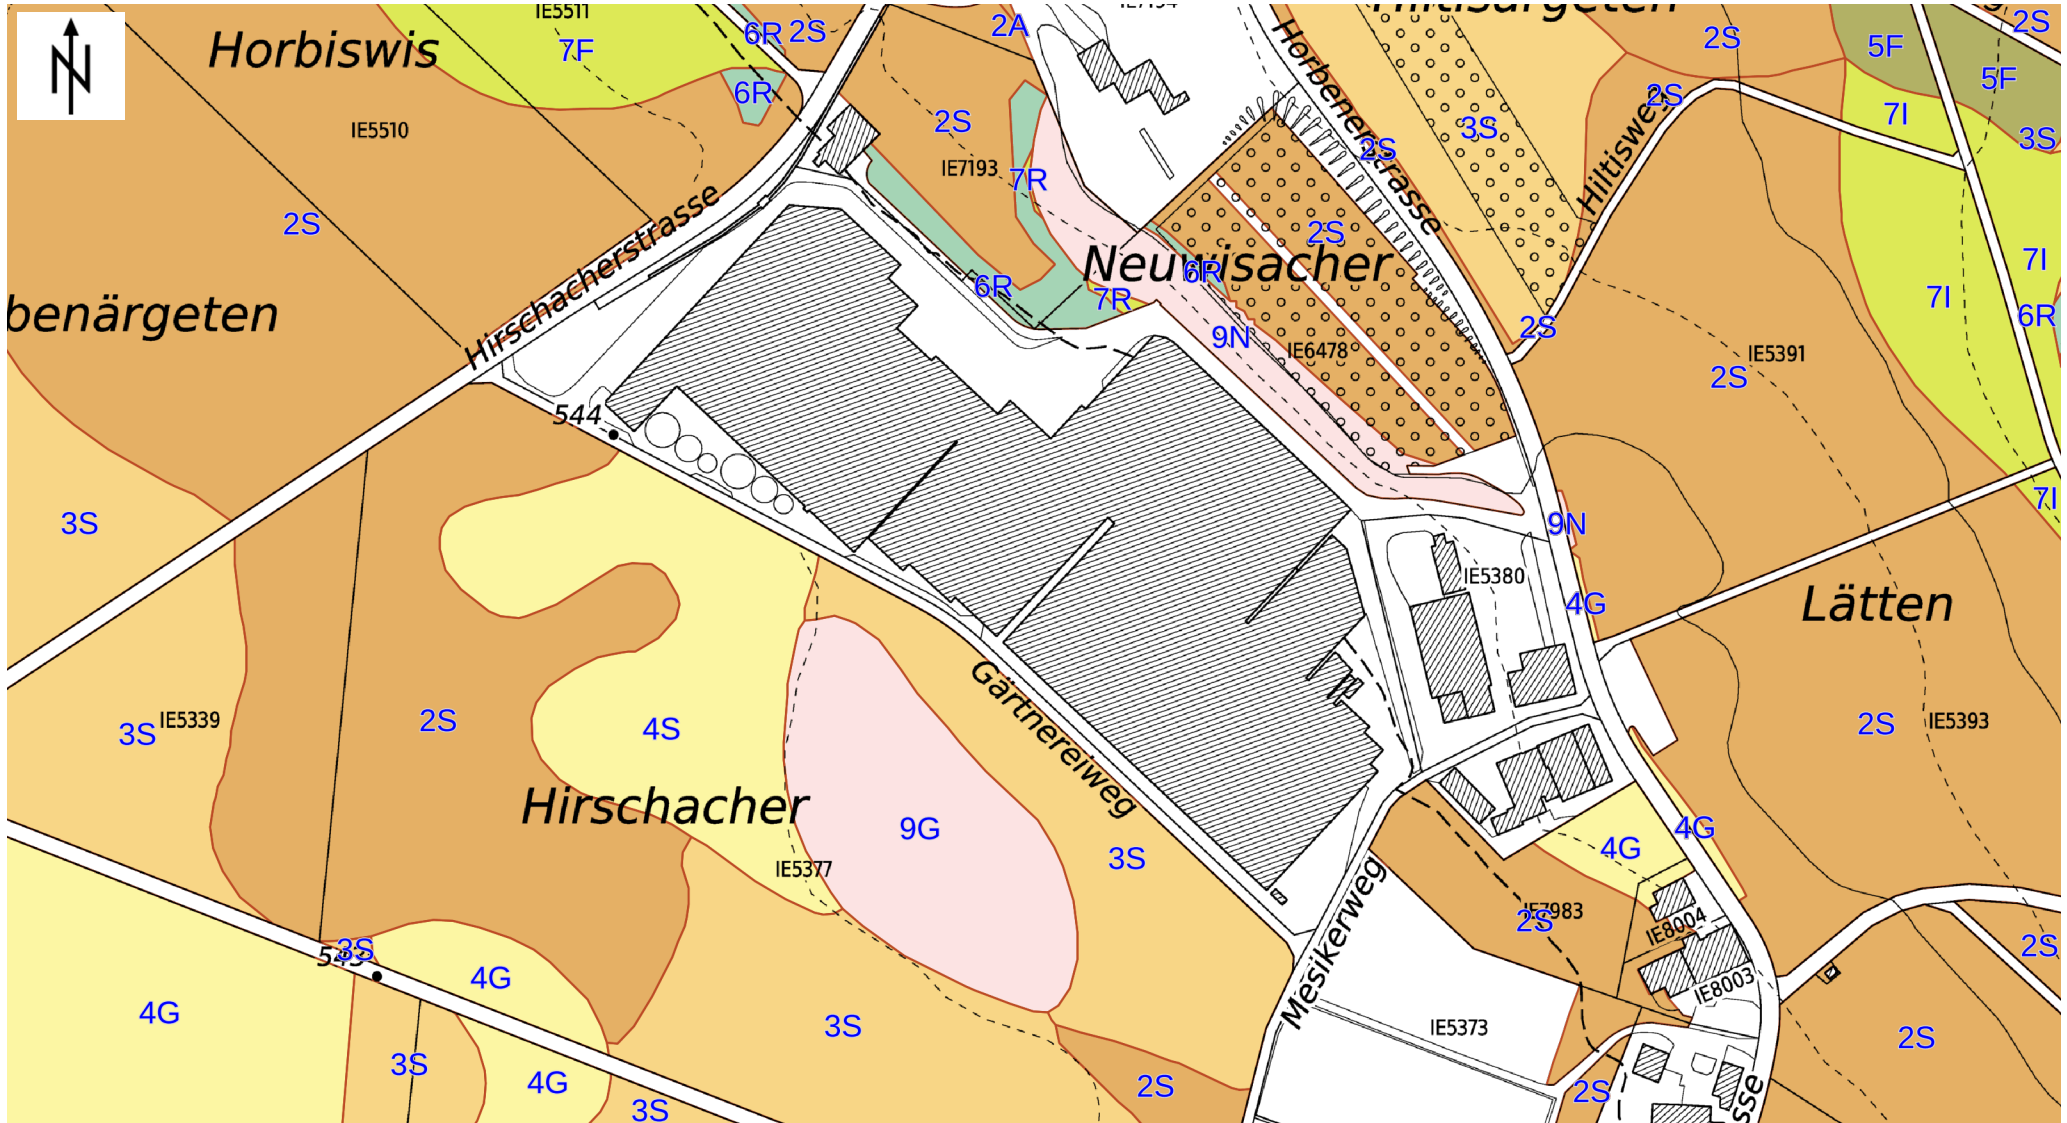 IE5511
2A
2S
6R
2S
Horbiswis
7F
2S
5F
5F
6R
2S
7I
IE5510
2S
3S
3S
2S
Horbenerstrasse
IE7193
7R
Hiltisweg
2S
2S
Hirschacherstrasse
Neuwisacher
7I
6R
6R
7I
7R
benärgeten
6R
2S
9N
IE6478
IE5391
2S
544
7I
3S
9N
IE5380
4G
Lätten
3S
IE5339
2S
4S
Gärtnereiweg
2S
IE5393
Hirschacher
9G
4G
4G
3S
IE5377
Mesikerweg
IE7983
2S
IE8004
3S
2S
4G
IE8003
4G
3S
IE5373
2S
3S
4G
2S
2S
3S
sse